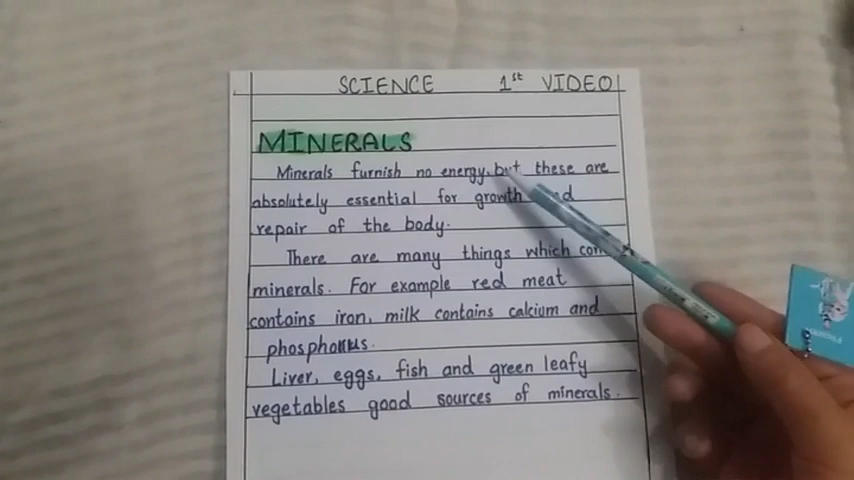 SCIENCE 1st VIDEO
MINERALS
Minerals furnish no energy, but these are
absolutely essential for growth
repair of the body.
There are many things which
minerals. For example red meat
contains iron, milk contains calcium and
phosphorus.
Liver, eggs, fish and green leafy
vegetables good sources of minerals.